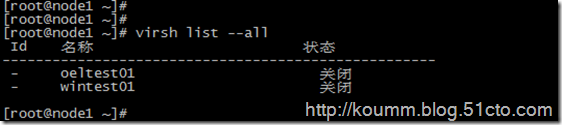 [root@node1 ~]#
[root@node1 ~]#
[root@node1 ~]# virsh list --all
Id 名称 状态
----------------------------------------------------
- oeltest01 关闭
- wintest01 关闭
[root@node1 ~]#
http://koumm.blog.51cto.com